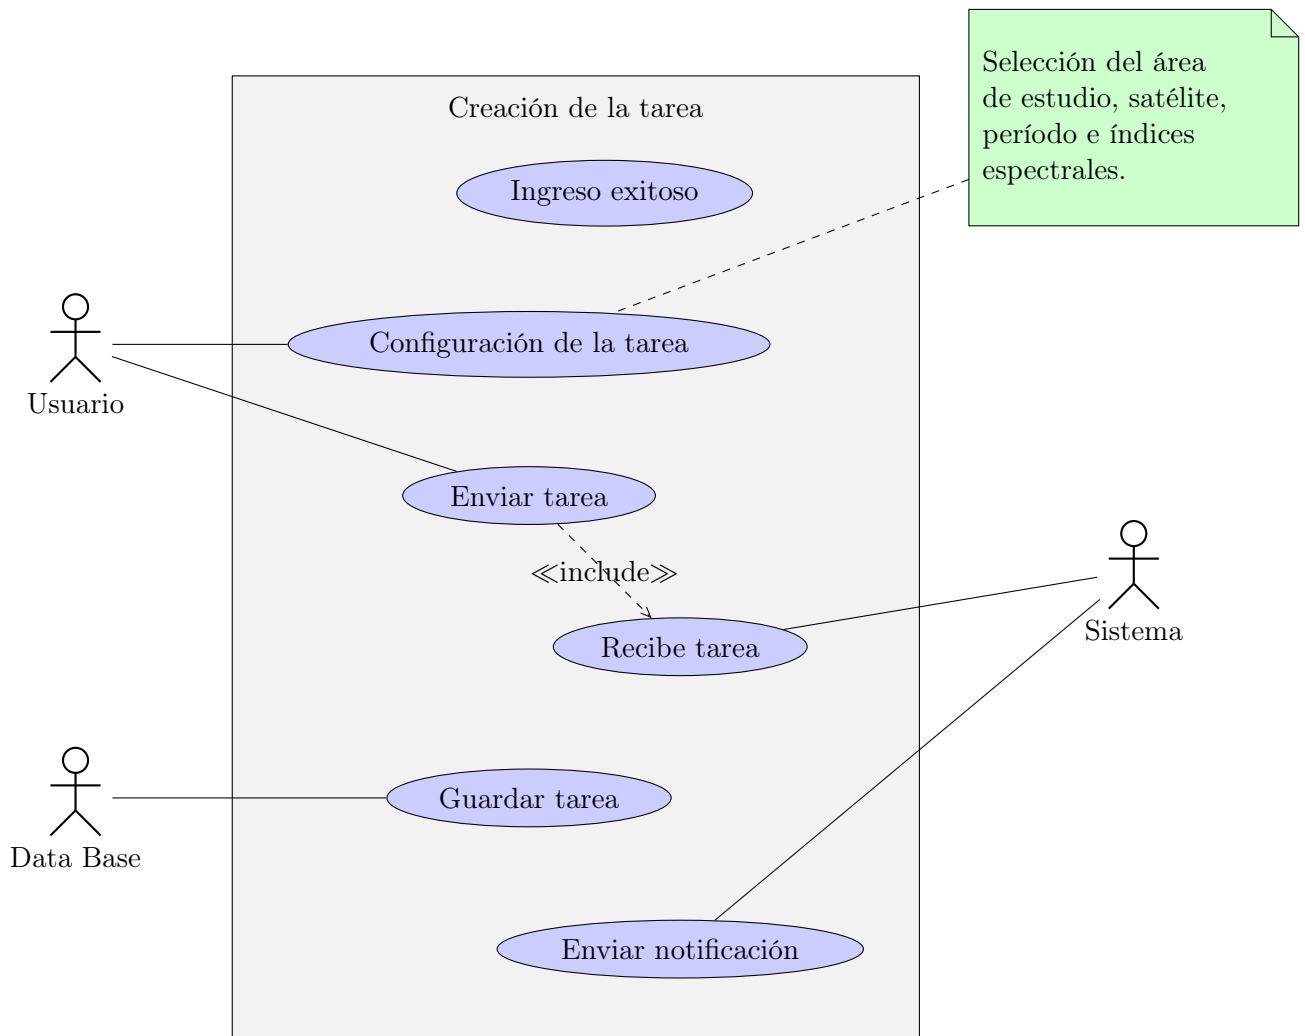 Selección del área
de estudio, satélite,
período e índices
espectrales.
Creación de la tarea
Ingreso exitoso
Configuración de la tarea
Usuario
Enviar tarea
≪include≫
Recibe tarea
Sistema
Guardar tarea
Data Base
Enviar notificación